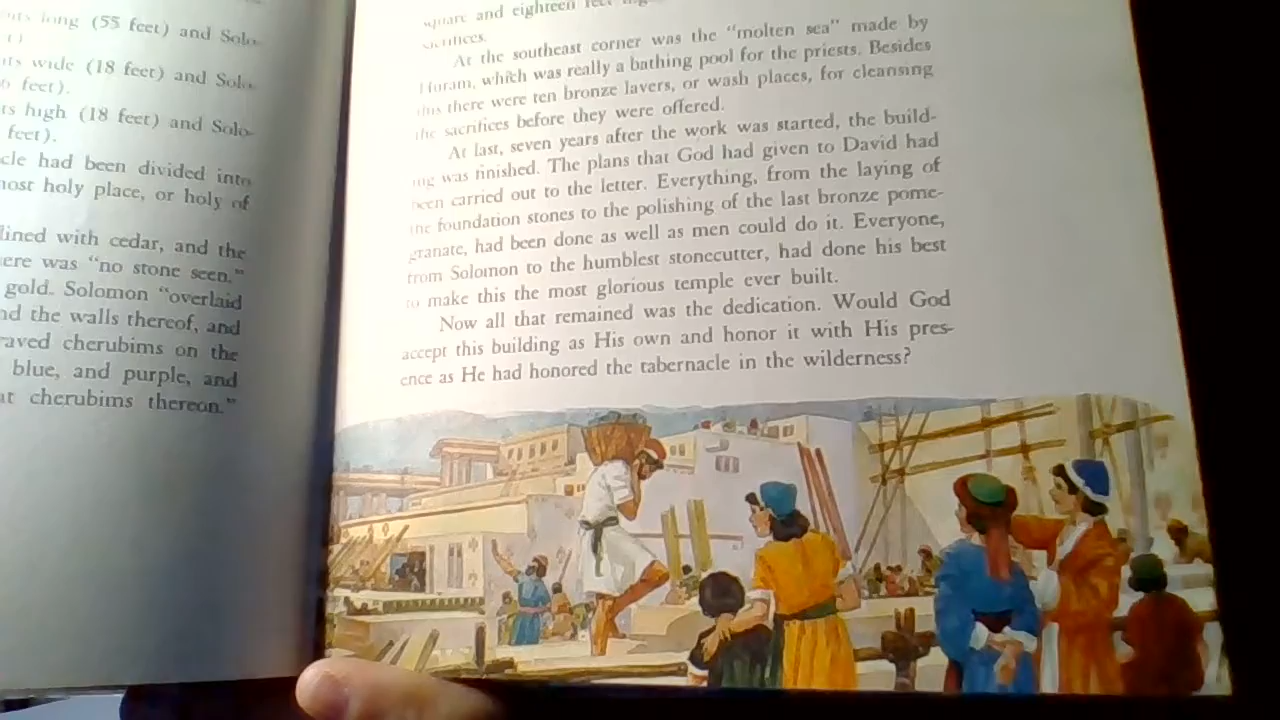 long (55 feet) and Solo-
wide (18 feet) and Solo-
feet).
high (18 feet) and Solo-
feet).
had been divided into
holy place, or holy of
lined with cedar, and the
was "no stone seen."
gold. Solomon "overlaid
the walls thereof, and
cherubims on the
blue, and purple, and
cherubims thereon."
square and eighteen feet
sacrifices.
At the southeast corner was the "molten sea" made by
Huram, which was really a bathing pool for the priests. Besides
this there were ten bronze lavers, or wash places, for cleansing
the sacrifices before they were offered.
At last, seven years after the work was started, the build-
ing was finished. The plans that God had given to David had
been carried out to the letter. Everything, from the laying of
the foundation stones to the polishing of the last bronze pome-
granate, had been done as well as men could do it. Everyone,
from Solomon to the humblest stonecutter, had done his best
to make this the most glorious temple ever built.
Now all that remained was the dedication. Would God
accept this building as His own and honor it with His pres-
ence as He had honored the tabernacle in the wilderness?